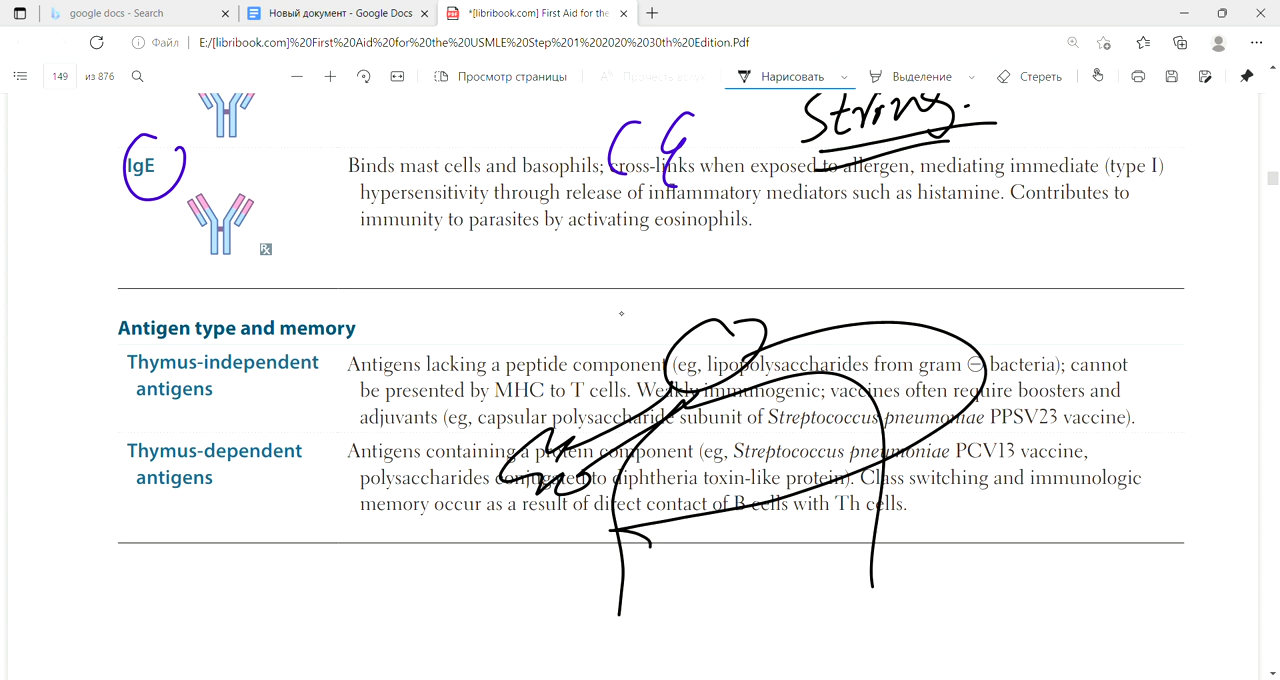 google docs - Search
Новый документ - Google Docs
*[libribook.com] First Aid for the
Файл
E:/[libribook.com]%20First%20Aid%20for%20the%20USMLE%20Step%201%202020%2030th%20Edition.Pdf
149 из 876
Просмотр страницы
Прочесть вслух
Нарисовать
Выделение
Стереть
Strong.
IgE
Binds mast cells and basophils; cross-links when exposed to allergen, mediating immediate (type I)
hypersensitivity through release of inflammatory mediators such as histamine. Contributes to
immunity to parasites by activating eosinophils.
Rx
Antigen type and memory
Thymus-independent
antigens
Antigens lacking a peptide component (eg, lipopolysaccharides from gram ⊖ bacteria); cannot
be presented by MHC to T cells. Weakly immunogenic; vaccines often require boosters and
adjuvants (eg, capsular polysaccharide subunit of Streptococcus pneumoniae PPSV23 vaccine).
Thymus-dependent
antigens
Antigens containing a protein component (eg, Streptococcus pneumoniae PCV13 vaccine,
polysaccharides conjugated to diphtheria toxin-like protein). Class switching and immunologic
memory occur as a result of direct contact of B cells with Th cells.